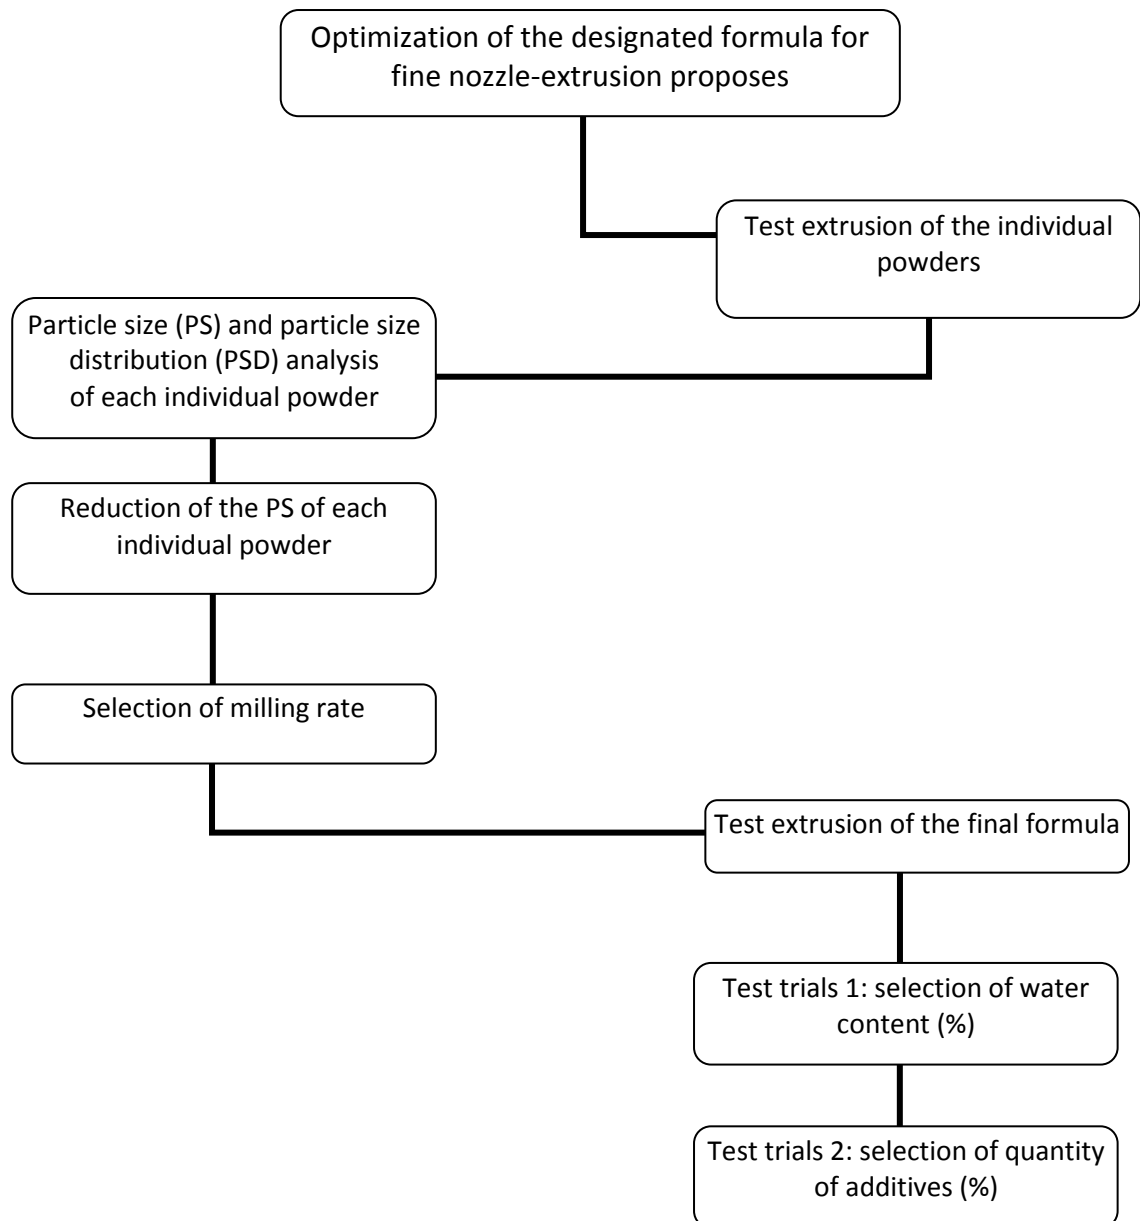 Optimization of the designated formula for
fine nozzle-extrusion proposes
Test extrusion of the individual
powders
Particle size (PS) and particle size
distribution (PSD) analysis
of each individual powder
Reduction of the PS of each
individual powder
Selection of milling rate
Test extrusion of the final formula
Test trials 1: selection of water
content (%)
Test trials 2: selection of quantity
of additives (%)